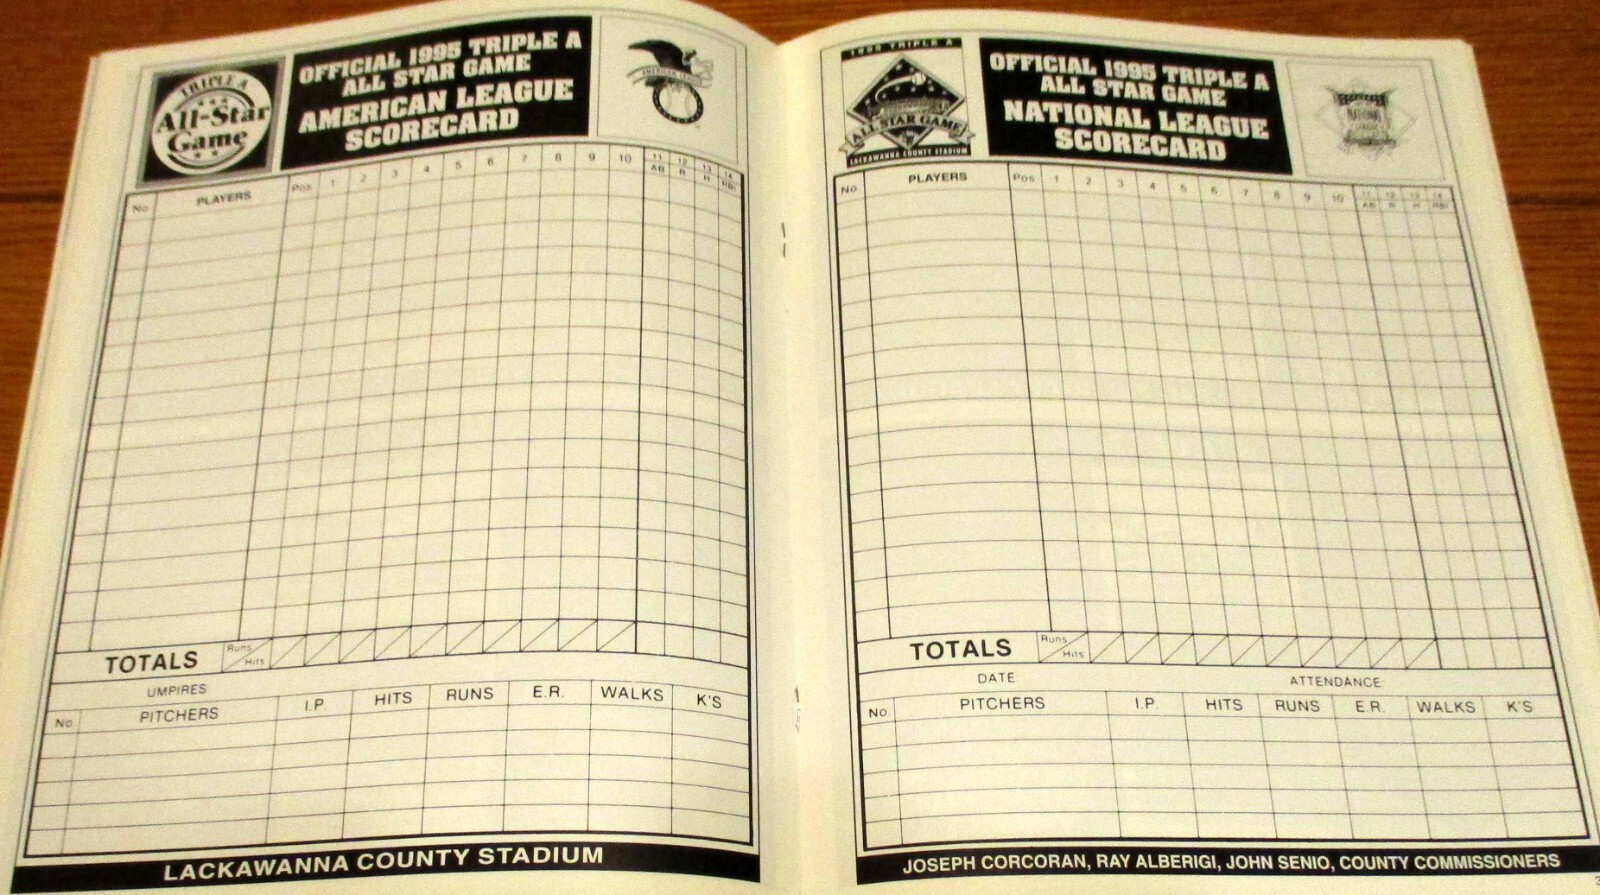 TRIPLE A
All-Star
Game
OFFICIAL 1995 TRIPLE A
ALL STAR GAME
AMERICAN LEAGUE
SCORECARD
AMERICAN LEAGUE
No PLAYERS Pos 1 2 3 4 5 6 7 8 9 10 11 12 13 14
AB R H RBI
TOTALS Runs Hits
UMPIRES
No PITCHERS I.P. HITS RUNS E.R. WALKS K'S
LACKAWANNA COUNTY STADIUM
1995 TRIPLE A
ALL STAR GAME
LACKAWANNA COUNTY STADIUM
OFFICIAL 1995 TRIPLE A
ALL STAR GAME
NATIONAL LEAGUE
SCORECARD
NATIONAL
No PLAYERS Pos 1 2 3 4 5 6 7 8 9 10 11 12 13 14
AB R H RBI
TOTALS Runs Hits
DATE ATTENDANCE
No. PITCHERS I.P. HITS RUNS E.R. WALKS K'S
JOSEPH CORCORAN, RAY ALBERIGI, JOHN SENIO, COUNTY COMMISSIONERS